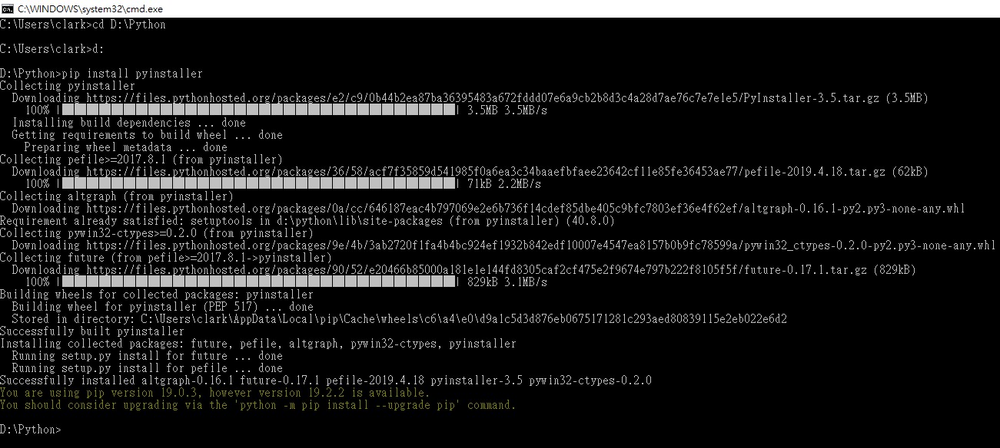 C:\WINDOWS\system32\cmd.exe
C:\Users\clark>cd D:\Python
C:\Users\clark>d:
D:\Python>pip install pyinstaller
Collecting pyinstaller
  Downloading https://files.pythonhosted.org/packages/e2/c9/0b44b2ea87ba36395483a672fddd07e6a9cb2b8d3c4a28d7ae76c7e7e1e5/PyInstaller-3.5.tar.gz (3.5MB)
    100% |████████████████████████████████| 3.5MB 3.5MB/s
  Installing build dependencies ... done
  Getting requirements to build wheel ... done
    Preparing wheel metadata ... done
Collecting pefile>=2017.8.1 (from pyinstaller)
  Downloading https://files.pythonhosted.org/packages/36/58/acf7f35859d541985f0a6ea3c34baaefbfaee23642cf11e85fe36453ae77/pefile-2019.4.18.tar.gz (62kB)
    100% |████████████████████████████████| 71kB 2.2MB/s
Collecting altgraph (from pyinstaller)
  Downloading https://files.pythonhosted.org/packages/0a/cc/646187eac4b797069e2e6b736f14cdef85dbe405c9bfc7803ef36e4f62ef/altgraph-0.16.1-py2.py3-none-any.whl
Requirement already satisfied: setuptools in d:\python\lib\site-packages (from pyinstaller) (40.8.0)
Collecting pywin32-ctypes>=0.2.0 (from pyinstaller)
  Downloading https://files.pythonhosted.org/packages/9e/4b/3ab2720f1fa4b4bc924ef1932b842edf10007e4547ea8157b0b9fc78599a/pywin32_ctypes-0.2.0-py2.py3-none-any.whl
Collecting future (from pefile>=2017.8.1->pyinstaller)
  Downloading https://files.pythonhosted.org/packages/90/52/e20466b85000a181e1e144fd8305caf2cf475e2f9674e797b222f8105f5f/future-0.17.1.tar.gz (829kB)
    100% |████████████████████████████████| 829kB 3.1MB/s
Building wheels for collected packages: pyinstaller
  Building wheel for pyinstaller (PEP 517) ... done
  Stored in directory: C:\Users\clark\AppData\Local\pip\Cache\wheels\c6\a4\e0\d9a1c5d3d876eb0675171281c293aed80839115e2eb022e6d2
Successfully built pyinstaller
Installing collected packages: future, pefile, altgraph, pywin32-ctypes, pyinstaller
  Running setup.py install for future ... done
  Running setup.py install for pefile ... done
Successfully installed altgraph-0.16.1 future-0.17.1 pefile-2019.4.18 pyinstaller-3.5 pywin32-ctypes-0.2.0
You are using pip version 19.0.3, however version 19.2.2 is available.
You should consider upgrading via the 'python -m pip install --upgrade pip' command.
D:\Python>